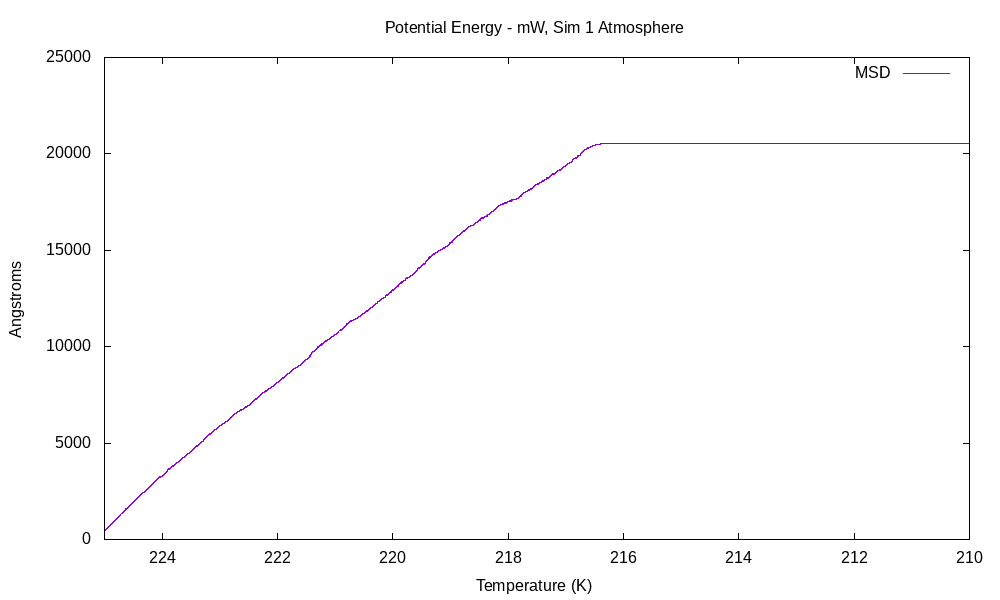 Potential Energy - mW, Sim 1 Atmosphere
25000
20000
15000
10000
5000
0
Angstroms
MSD
224 222 220 218 216 214 212 210
Temperature (K)